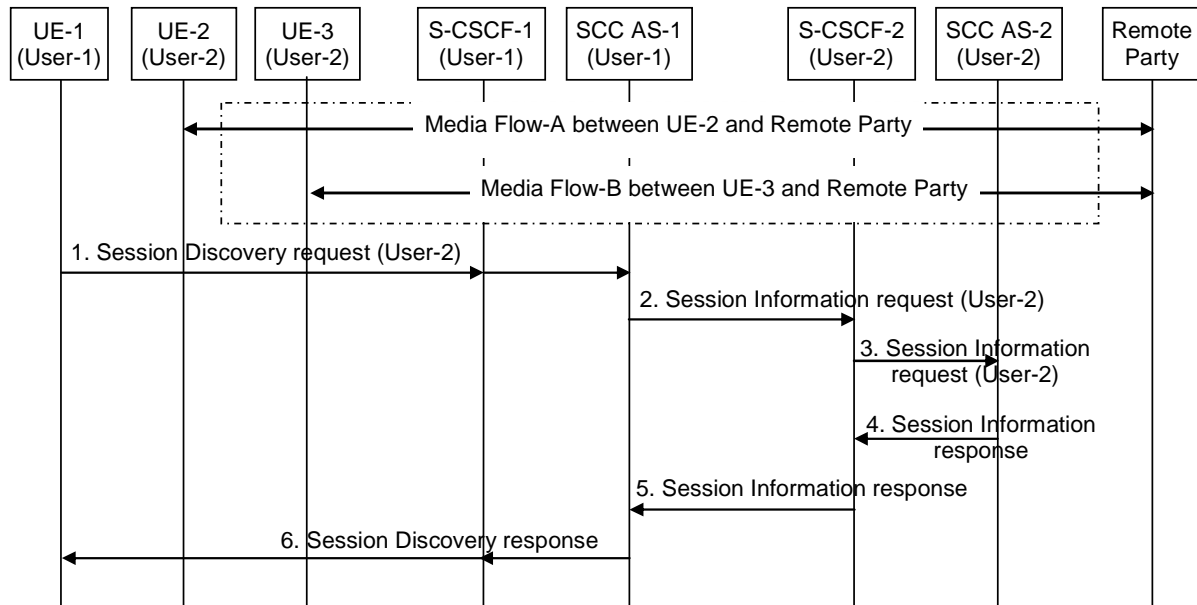 UE-1
(User-1)
UE-2
(User-2)
UE-3
(User-2)
S-CSCF-1
(User-1)
SCC AS-1
(User-1)
S-CSCF-2
(User-2)
SCC AS-2
(User-2)
Remote
Party
Media Flow-A between UE-2 and Remote Party
Media Flow-B between UE-3 and Remote Party
1. Session Discovery request (User-2)
2. Session Information request (User-2)
3. Session Information
request (User-2)
4. Session Information
response
5. Session Information response
6. Session Discovery response